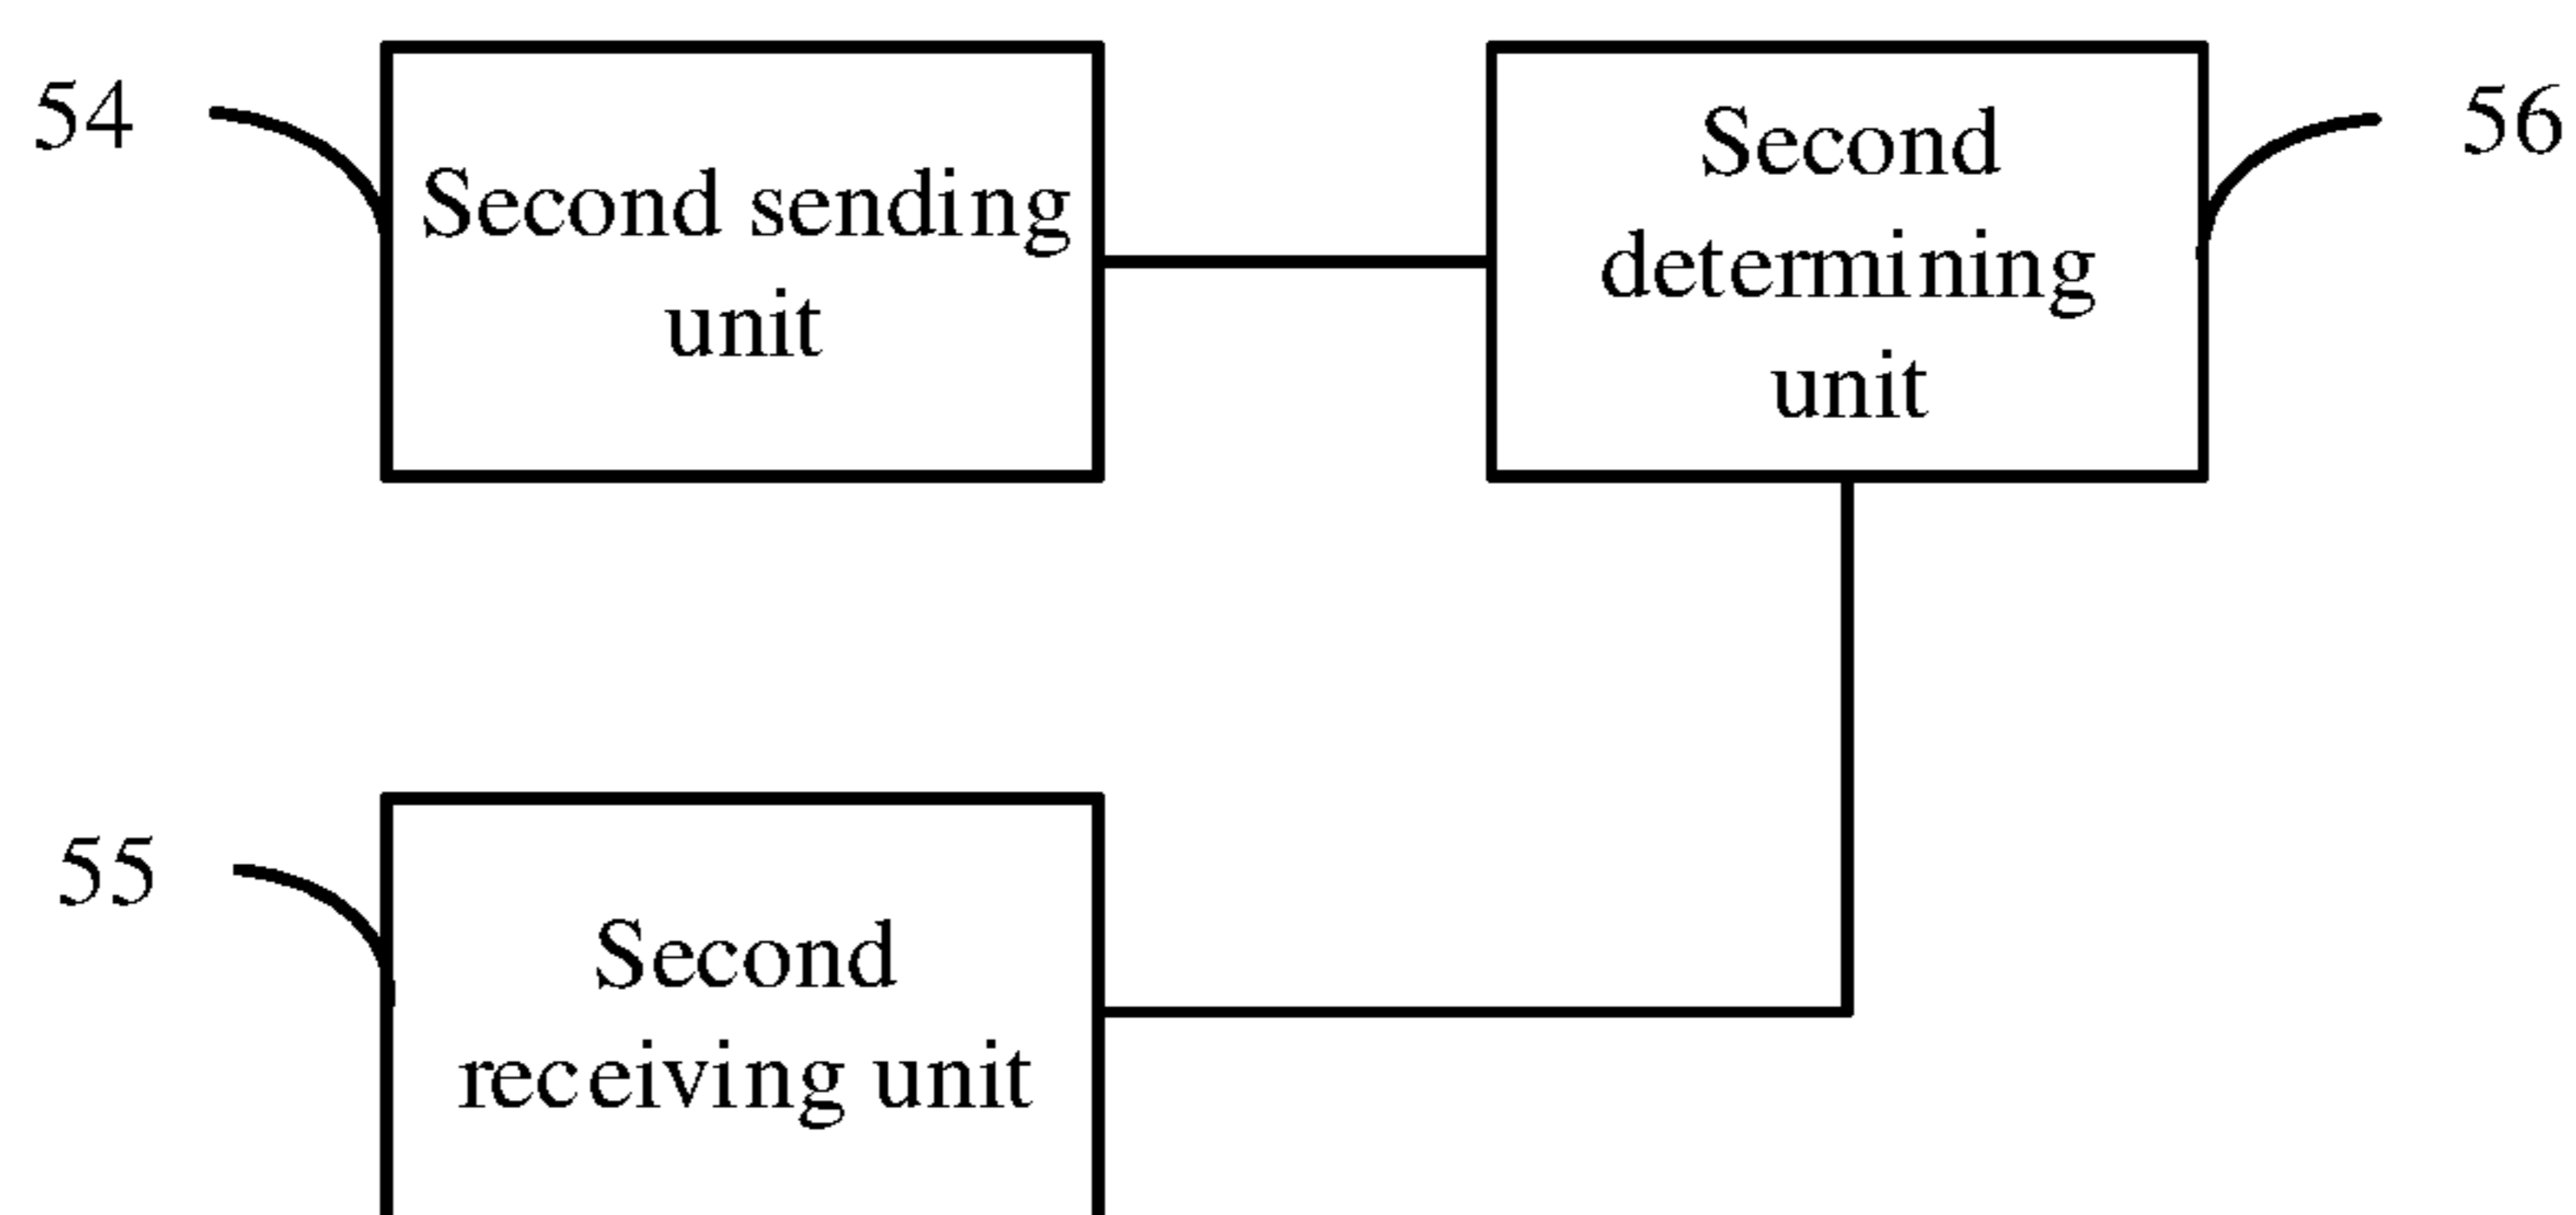 54
Second sending
unit
Second
determining
unit
56
55
Second
receiving unit